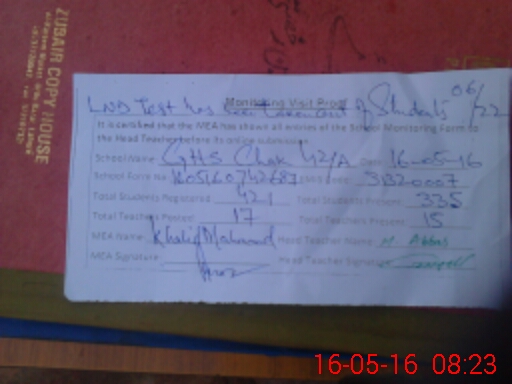 ZUBAIR COPY HOUSE
06/22
LND Test has been taken out of Students
Monitoring Visit Proof
It is certified that the MEA has shown all entries of the School Monitoring Form to
the Head Teacher before its online submission.
School Name: GHS Chak 42/A Date: 16-05-16
School Form No: EMIS Code: 31320007
Total Students Registered: 421 Total Students Present: 335
Total Teachers Posted: 17 Total Teachers Present: 15
MEA Name: Khalid Mahmood Head Teacher Name: M. Abbas
MEA Signature: Head Teacher Signature:
16-05-16 08:23